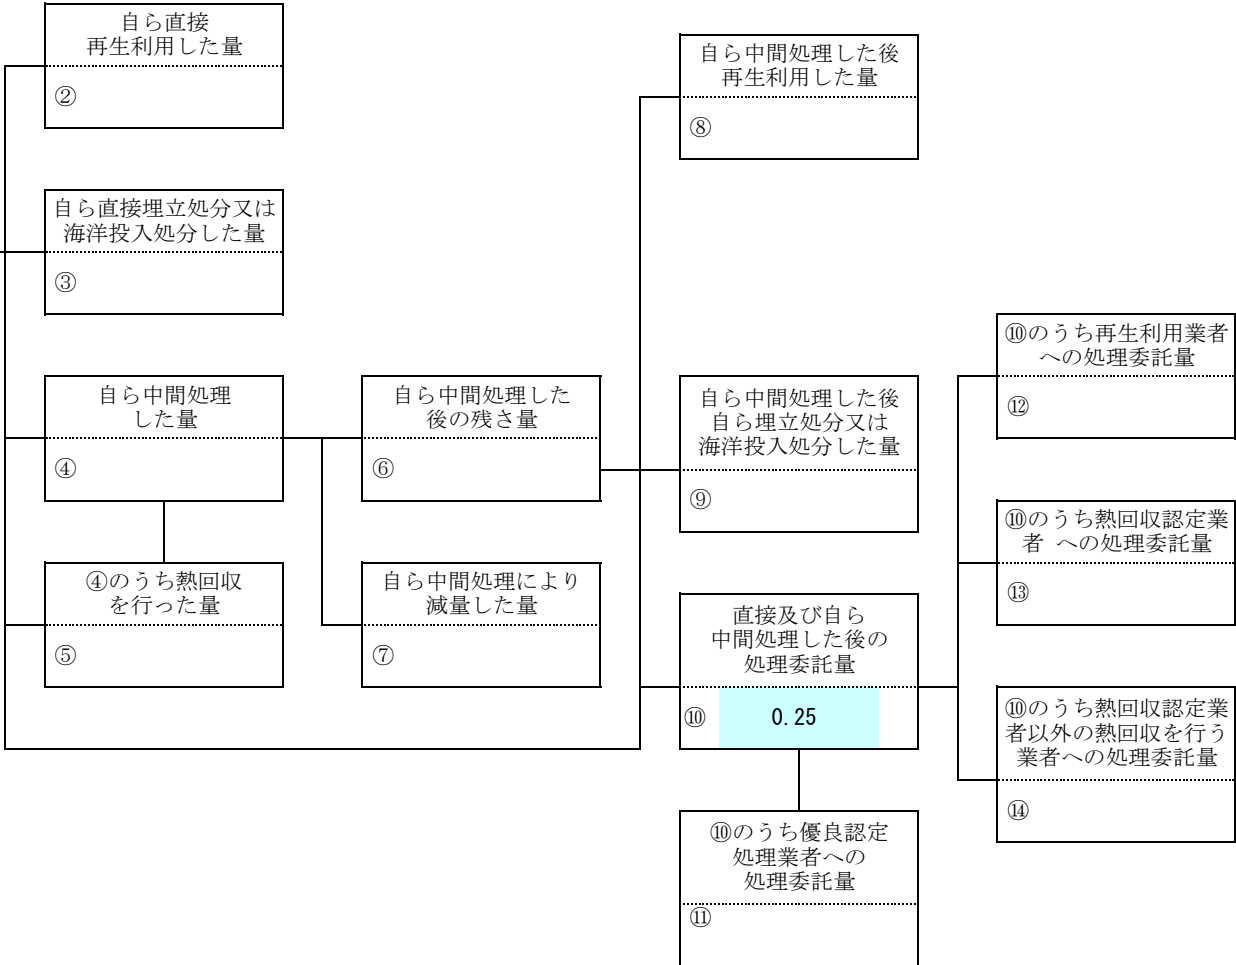 自ら直接
再生利用した量
②
自ら直接埋立処分又は
海洋投入処分した量
③
自ら中間処理
した量
④
④のうち熱回収
を行った量
⑤
自ら中間処理した
後の残さ量
⑥
自ら中間処理により
減量した量
⑦
自ら中間処理した後
再生利用した量
⑧
自ら中間処理した後
自ら埋立処分又は
海洋投入処分した量
⑨
直接及び自ら
中間処理した後の
処理委託量
⑩ 0.25
⑩のうち優良認定
処理業者への
処理委託量
⑪
⑩のうち再生利用業者
への処理委託量
⑫
⑩のうち熱回収認定業
者 への処理委託量
⑬
⑩のうち熱回収認定業
者以外の熱回収を行う
業者への処理委託量
⑭